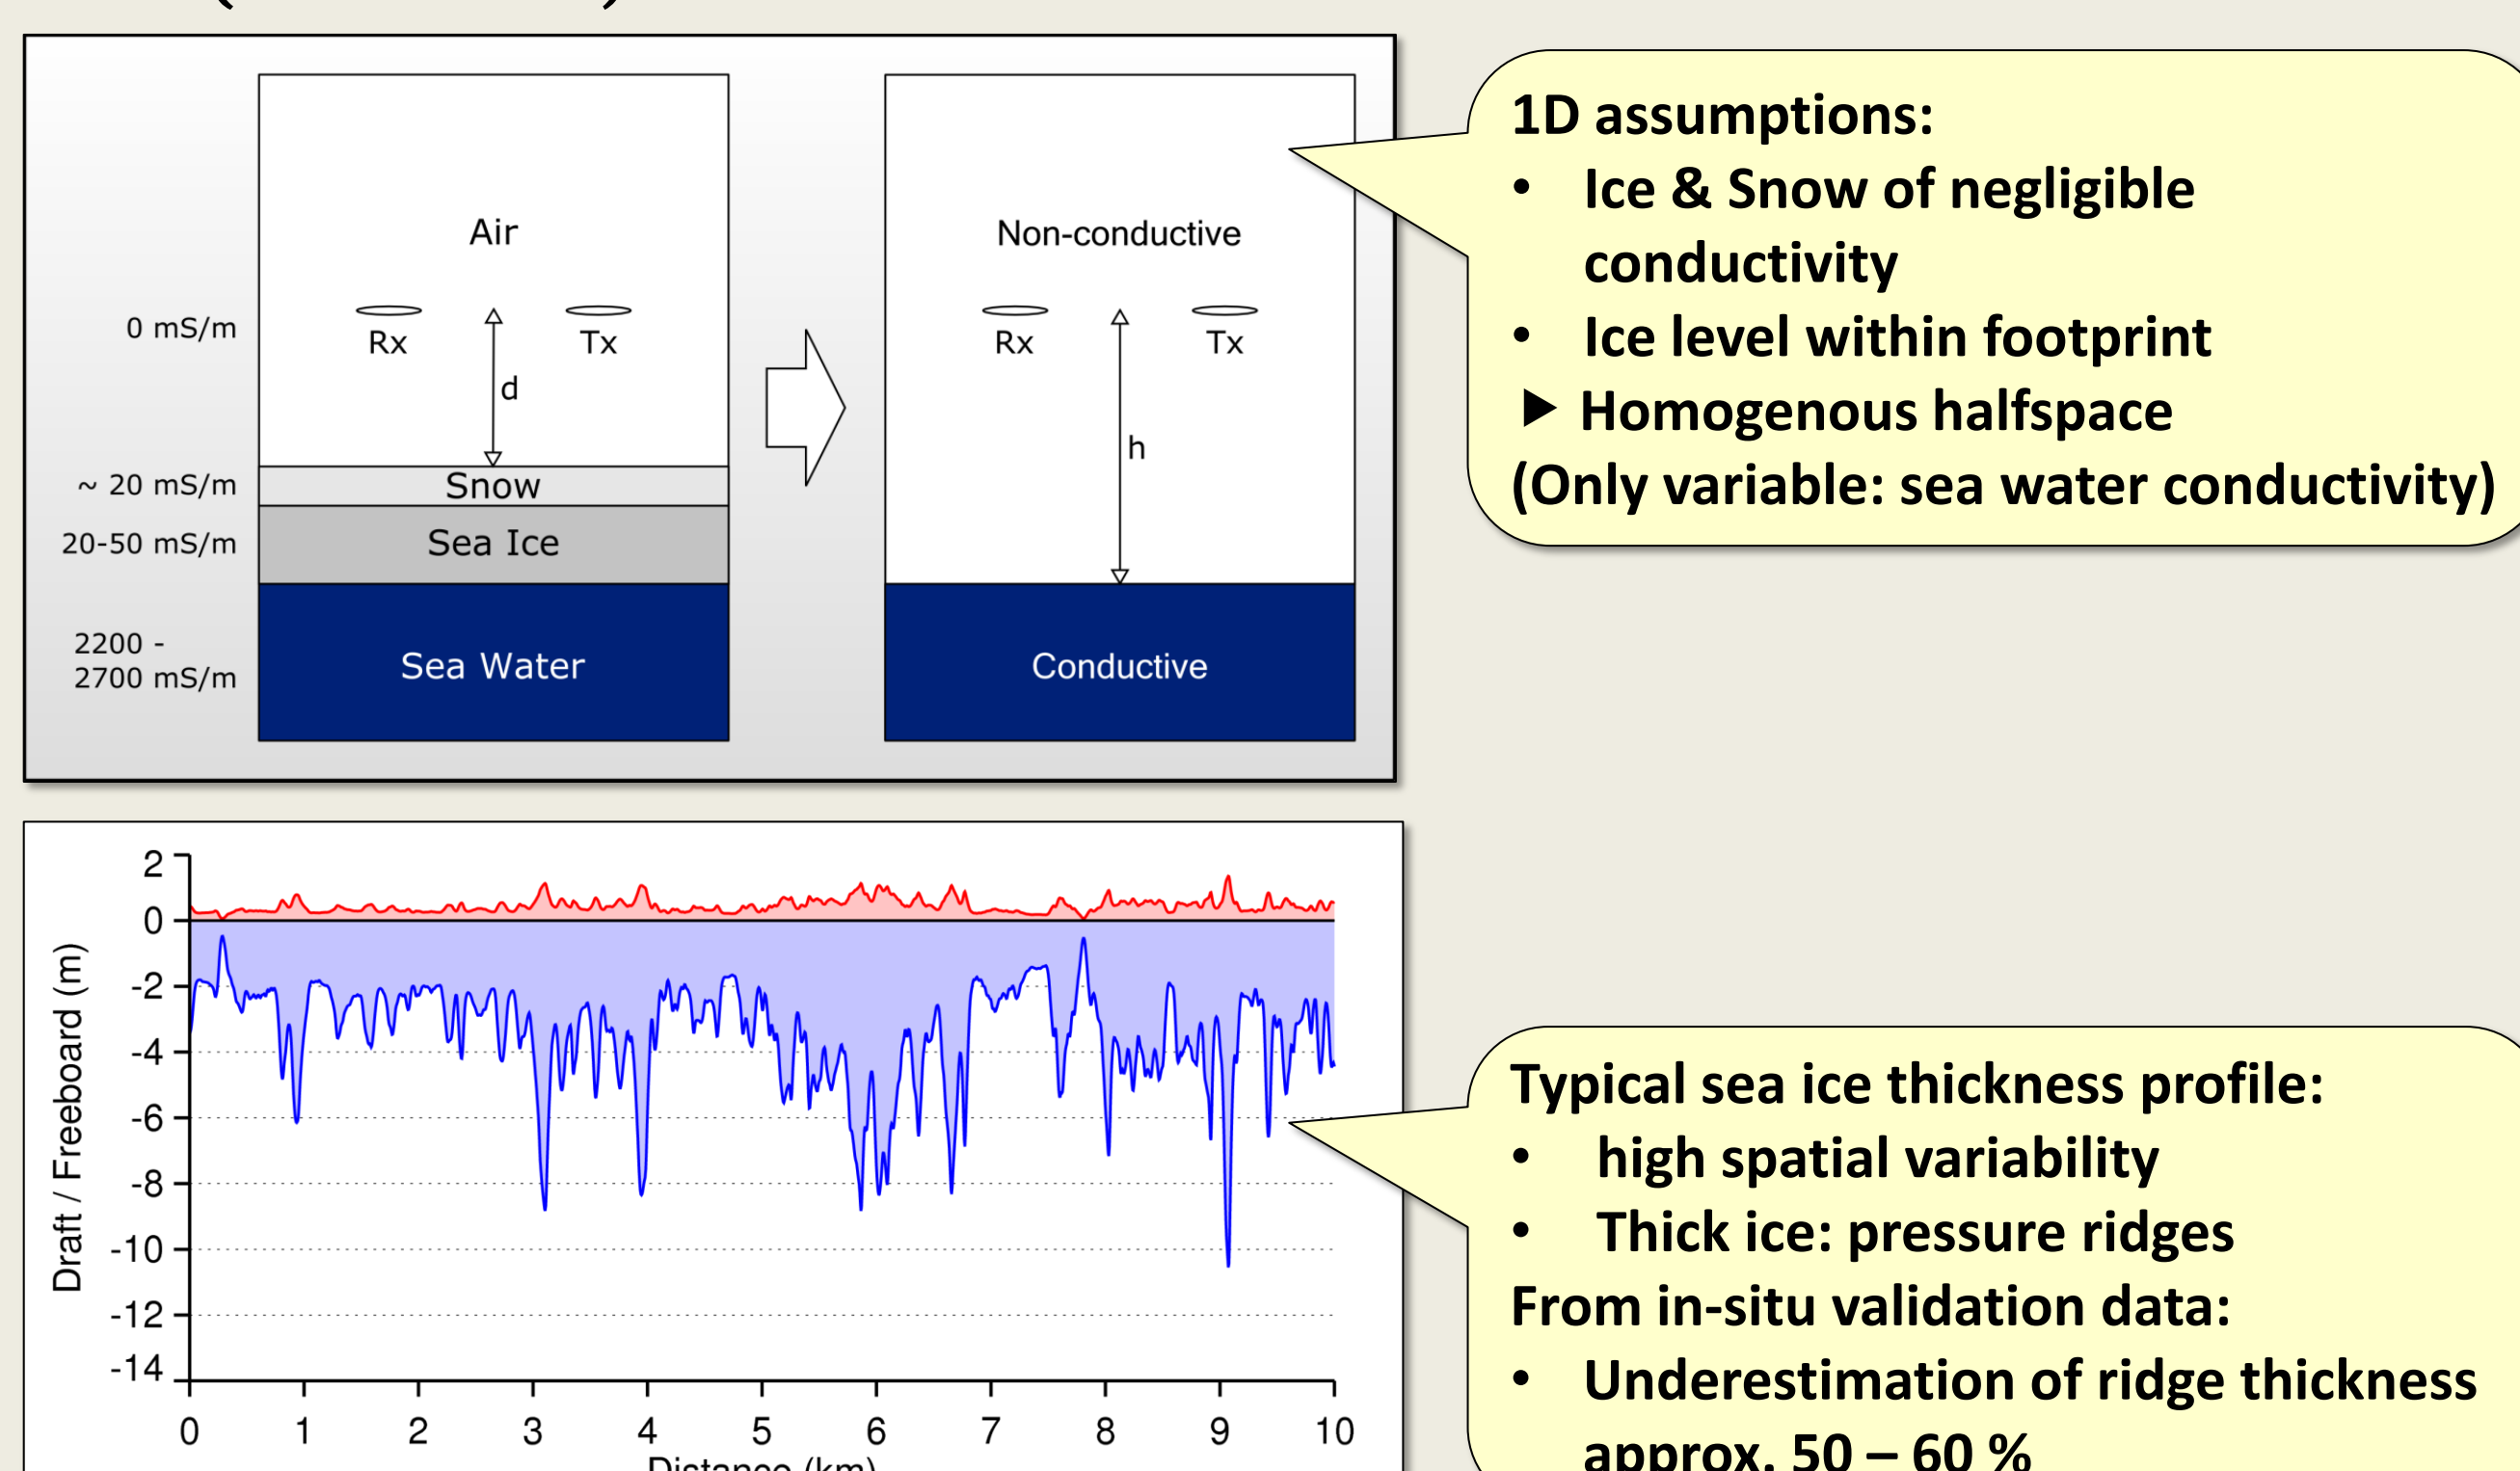 Air
Non-conductive
0 mS/m
Rx
Tx
d
Rx
Tx
h
~ 20 mS/m
Snow
20-50 mS/m
Sea Ice
2200 -
2700 mS/m
Sea Water
Conductive
1D assumptions:
• Ice & Snow of negligible
conductivity
• Ice level within footprint
► Homogenous halfspace
(Only variable: sea water conductivity)
Draft / Freeboard (m)
2
0
-2
-4
-6
-8
-10
-12
-14
0 1 2 3 4 5 6 7 8 9 10
Distance (km)
Typical sea ice thickness profile:
• high spatial variability
• Thick ice: pressure ridges
From in-situ validation data:
• Underestimation of ridge thickness
approx. 50 – 60 %